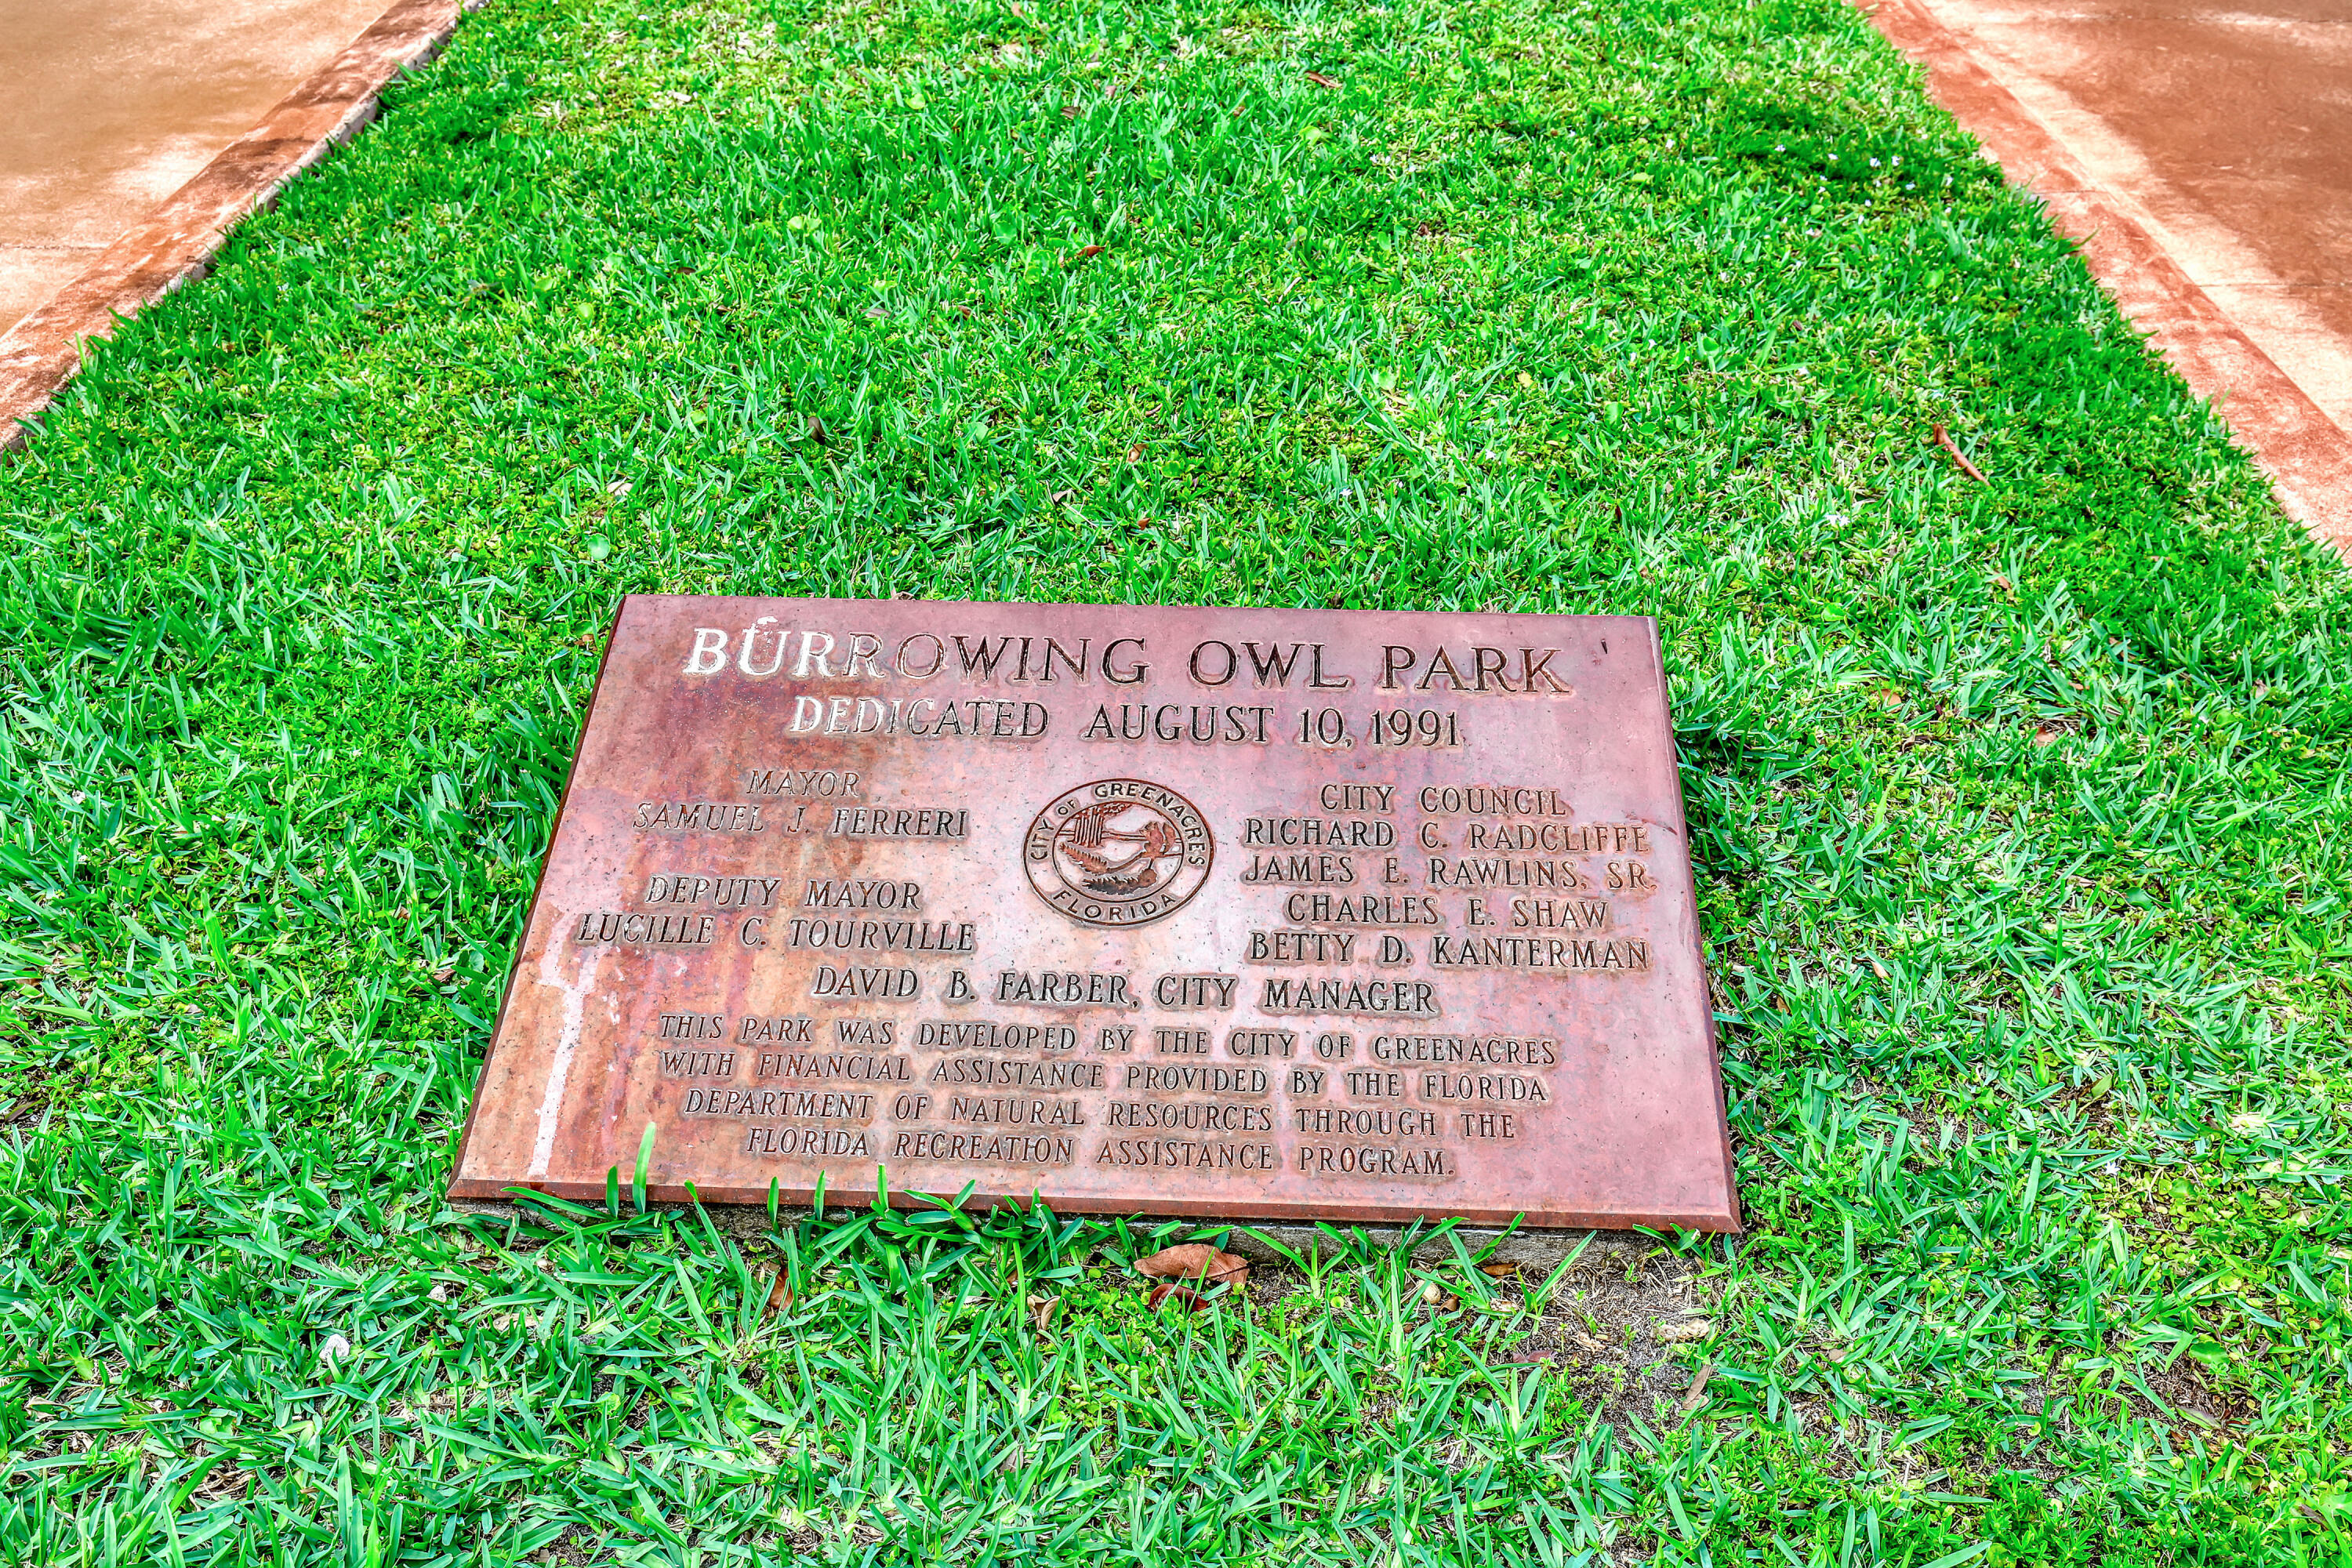 BURROWING OWL PARK
DEDICATED AUGUST 10, 1991
MAYOR
SAMUEL J. FERRERI
DEPUTY MAYOR
LUCILLE C. TOURVILLE
CITY OF GREENACRES
FLORIDA
CITY COUNCIL
RICHARD C. RADCLIFFE
JAMES E. RAWLINS, SR.
CHARLES E. SHAW
BETTY D. KANTERMAN
DAVID B. FARBER, CITY MANAGER
THIS PARK WAS DEVELOPED BY THE CITY OF GREENACRES
WITH FINANCIAL ASSISTANCE PROVIDED BY THE FLORIDA
DEPARTMENT OF NATURAL RESOURCES THROUGH THE
FLORIDA RECREATION ASSISTANCE PROGRAM.